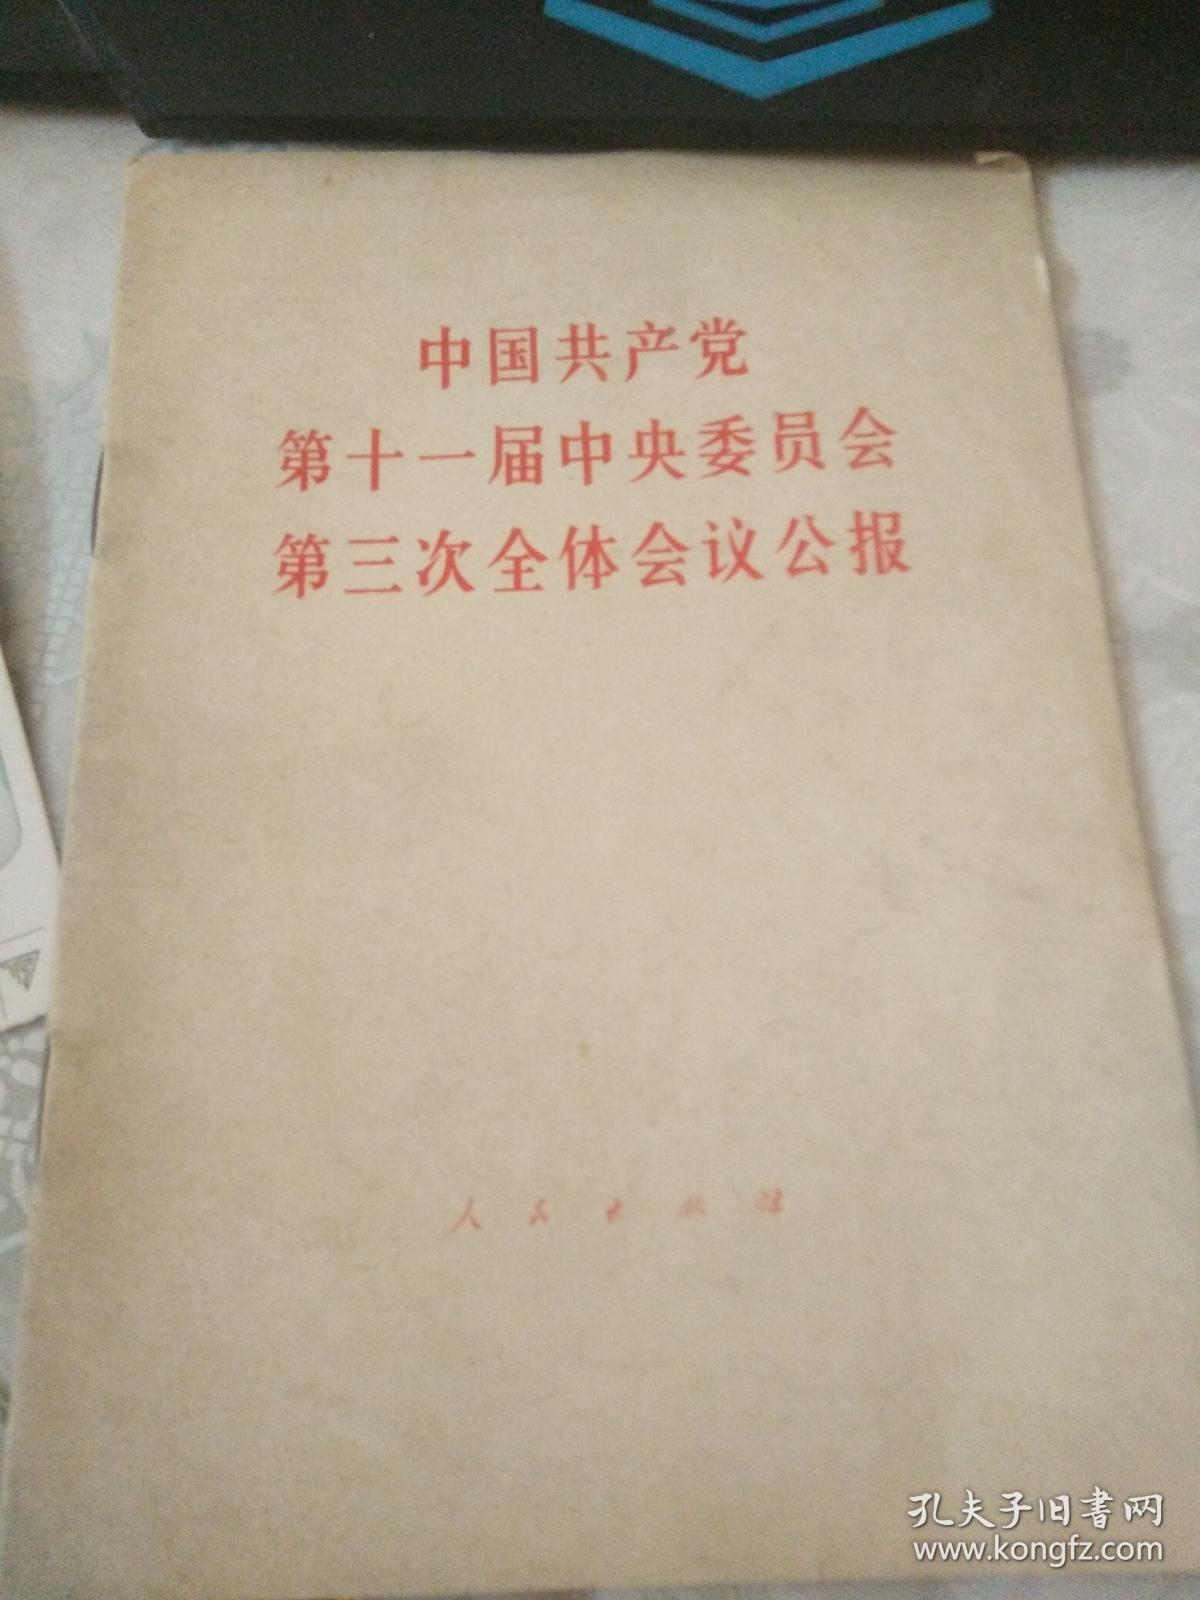 中国共产党
第十一届中央委员会
第三次全体会议公报
人民出版社
孔夫子旧書网
www.kongfz.com